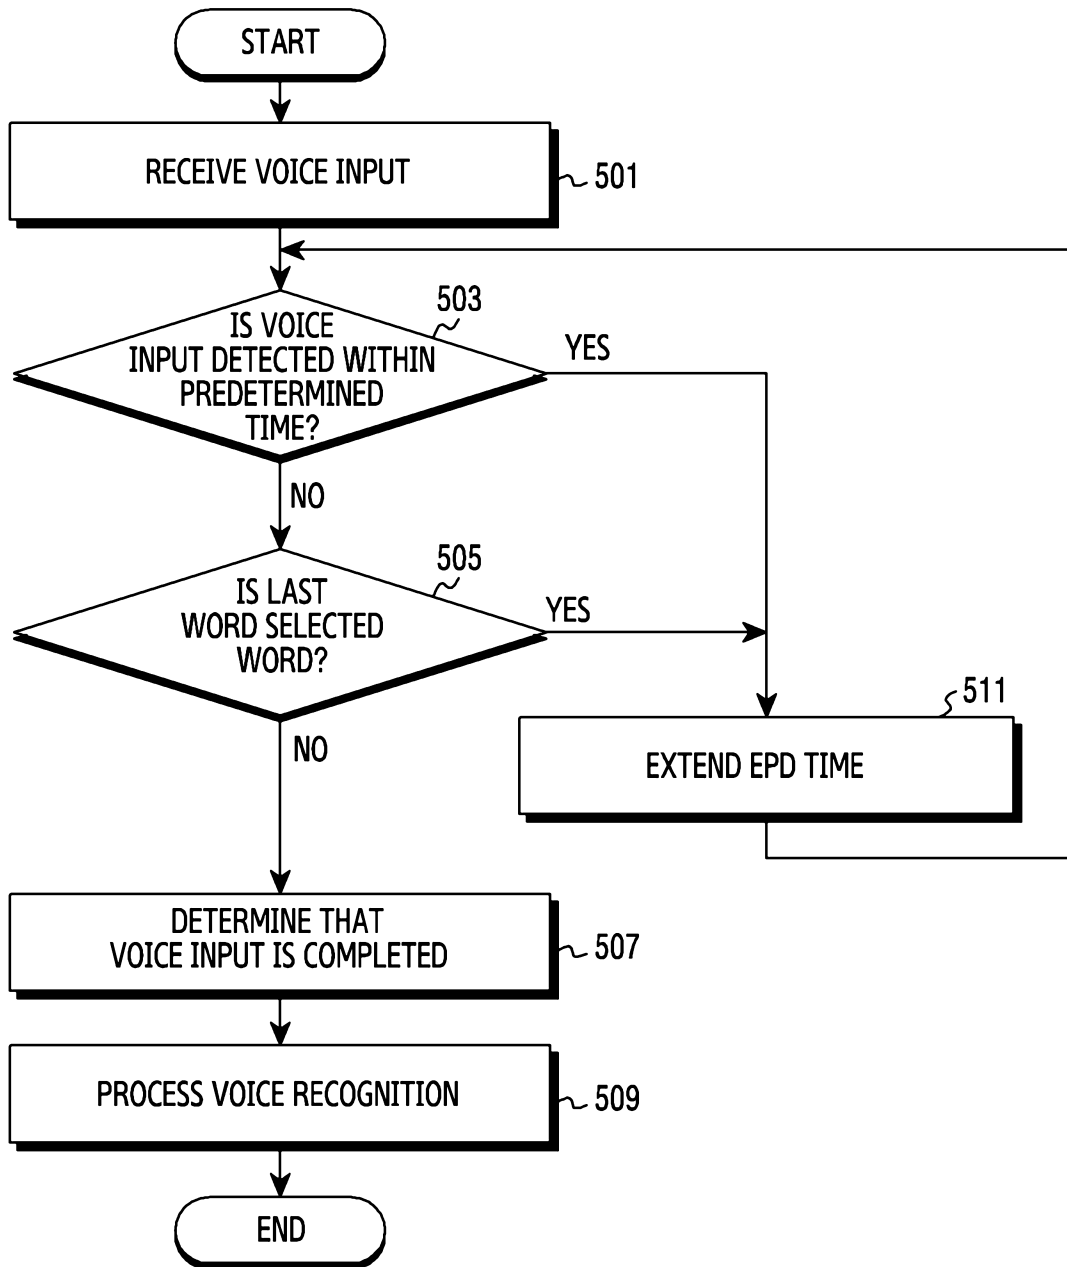 START
RECEIVE VOICE INPUT
501
503
IS VOICE
INPUT DETECTED WITHIN
PREDETERMINED
TIME?
YES
NO
505
IS LAST
WORD SELECTED
WORD?
YES
NO
511
EXTEND EPD TIME
DETERMINE THAT
VOICE INPUT IS COMPLETED
507
PROCESS VOICE RECOGNITION
509
END